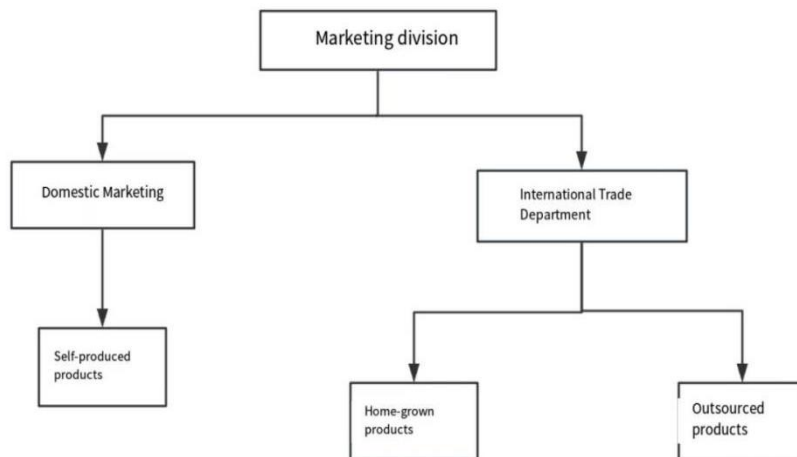 Marketing division
Domestic Marketing
International Trade
Department
Self-produced
products
Home-grown
products
Outsourced
products